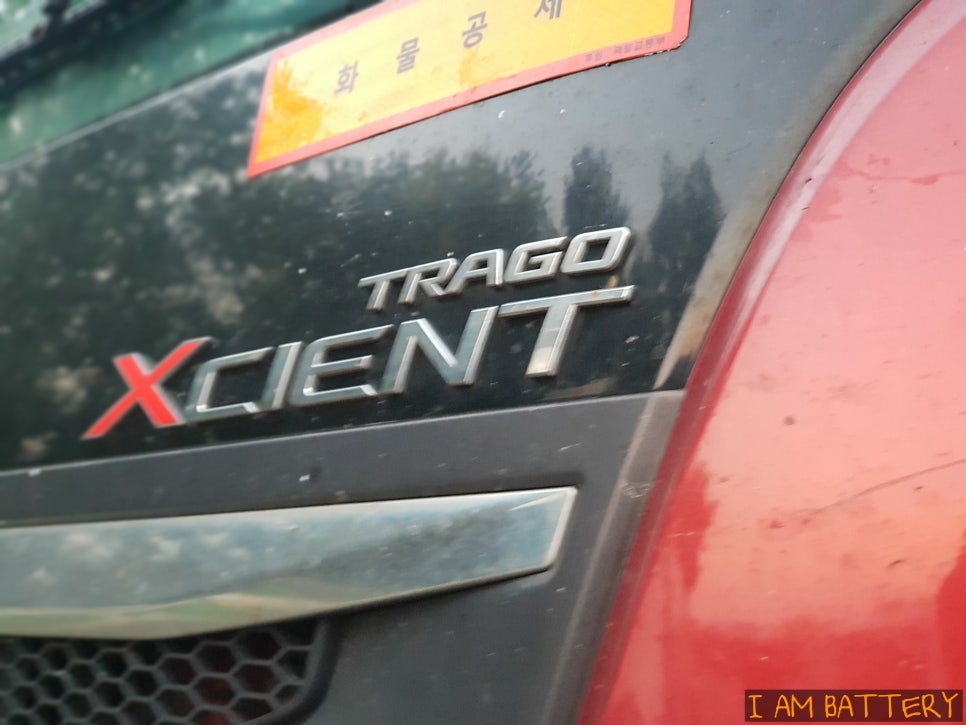 화물공제
TRAGO
XCIENT
I AM BATTERY